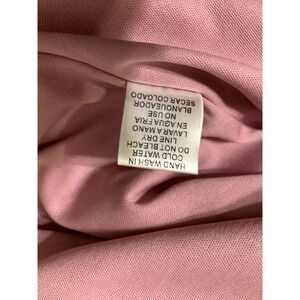 HAND WASH IN
COLD WATER
DO NOT BLEACH
LINE DRY
LAVAR A MANO
EN AGUA FRIA
NO USE
BLANQUEADOR
SECAR COLGADO